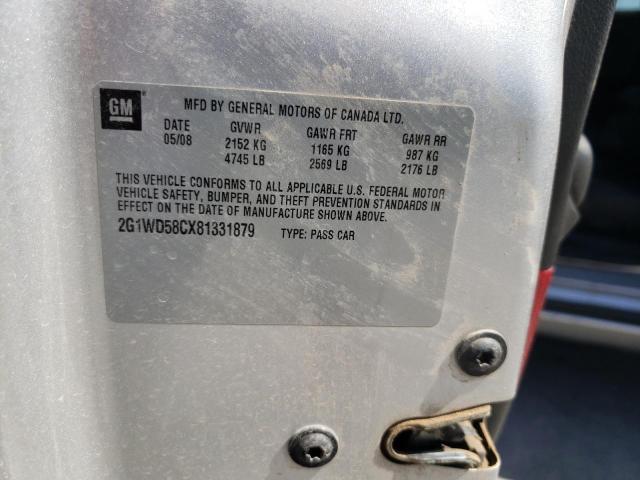 GM
MFD BY GENERAL MOTORS OF CANADA LTD.
DATE GVWR GAWR FRT GAWR RR
05/08 2152 KG 1165 KG 987 KG
4745 LB 2569 LB 2176 LB
THIS VEHICLE CONFORMS TO ALL APPLICABLE U.S. FEDERAL MOTOR
VEHICLE SAFETY, BUMPER, AND THEFT PREVENTION STANDARDS IN
EFFECT ON THE DATE OF MANUFACTURE SHOWN ABOVE.
2G1WD58CX81331879 TYPE: PASS CAR